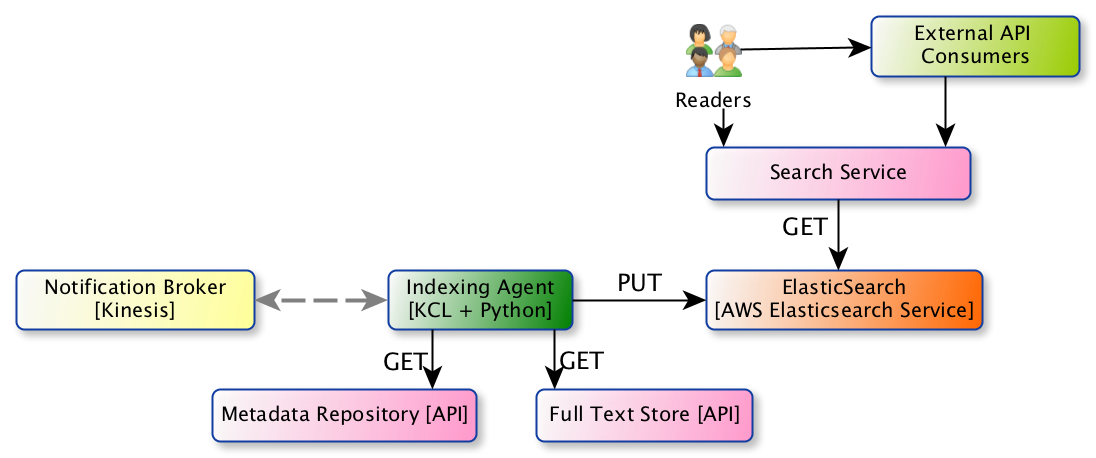 External API
Consumers
Readers
Search Service
GET
Notification Broker
[Kinesis]
Indexing Agent
[KCL + Python]
PUT
ElasticSearch
[AWS Elasticsearch Service]
GET
GET
Metadata Repository [API]
Full Text Store [API]